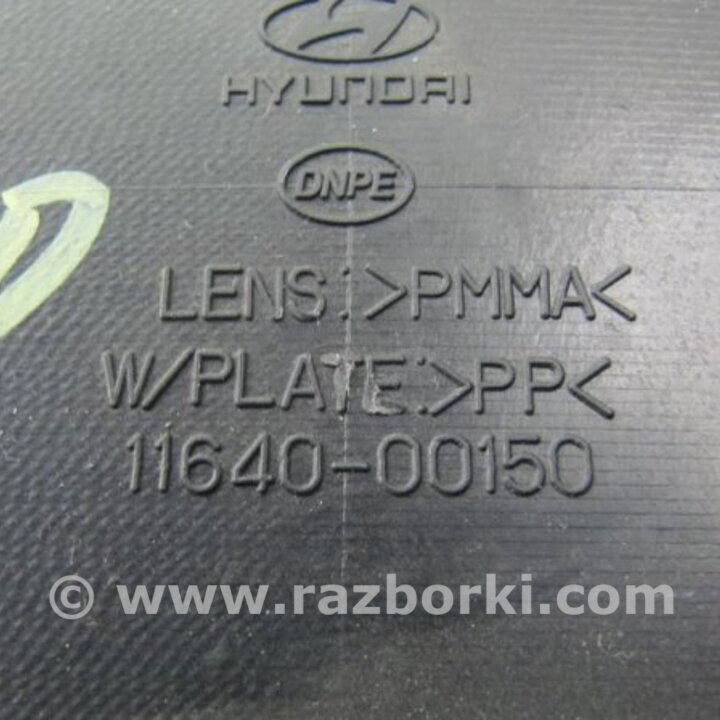 HYUNDAI
DNPE
LENS:>PMMA<
W/PLATE:>PP<
11640-00150
© www.razborki.com